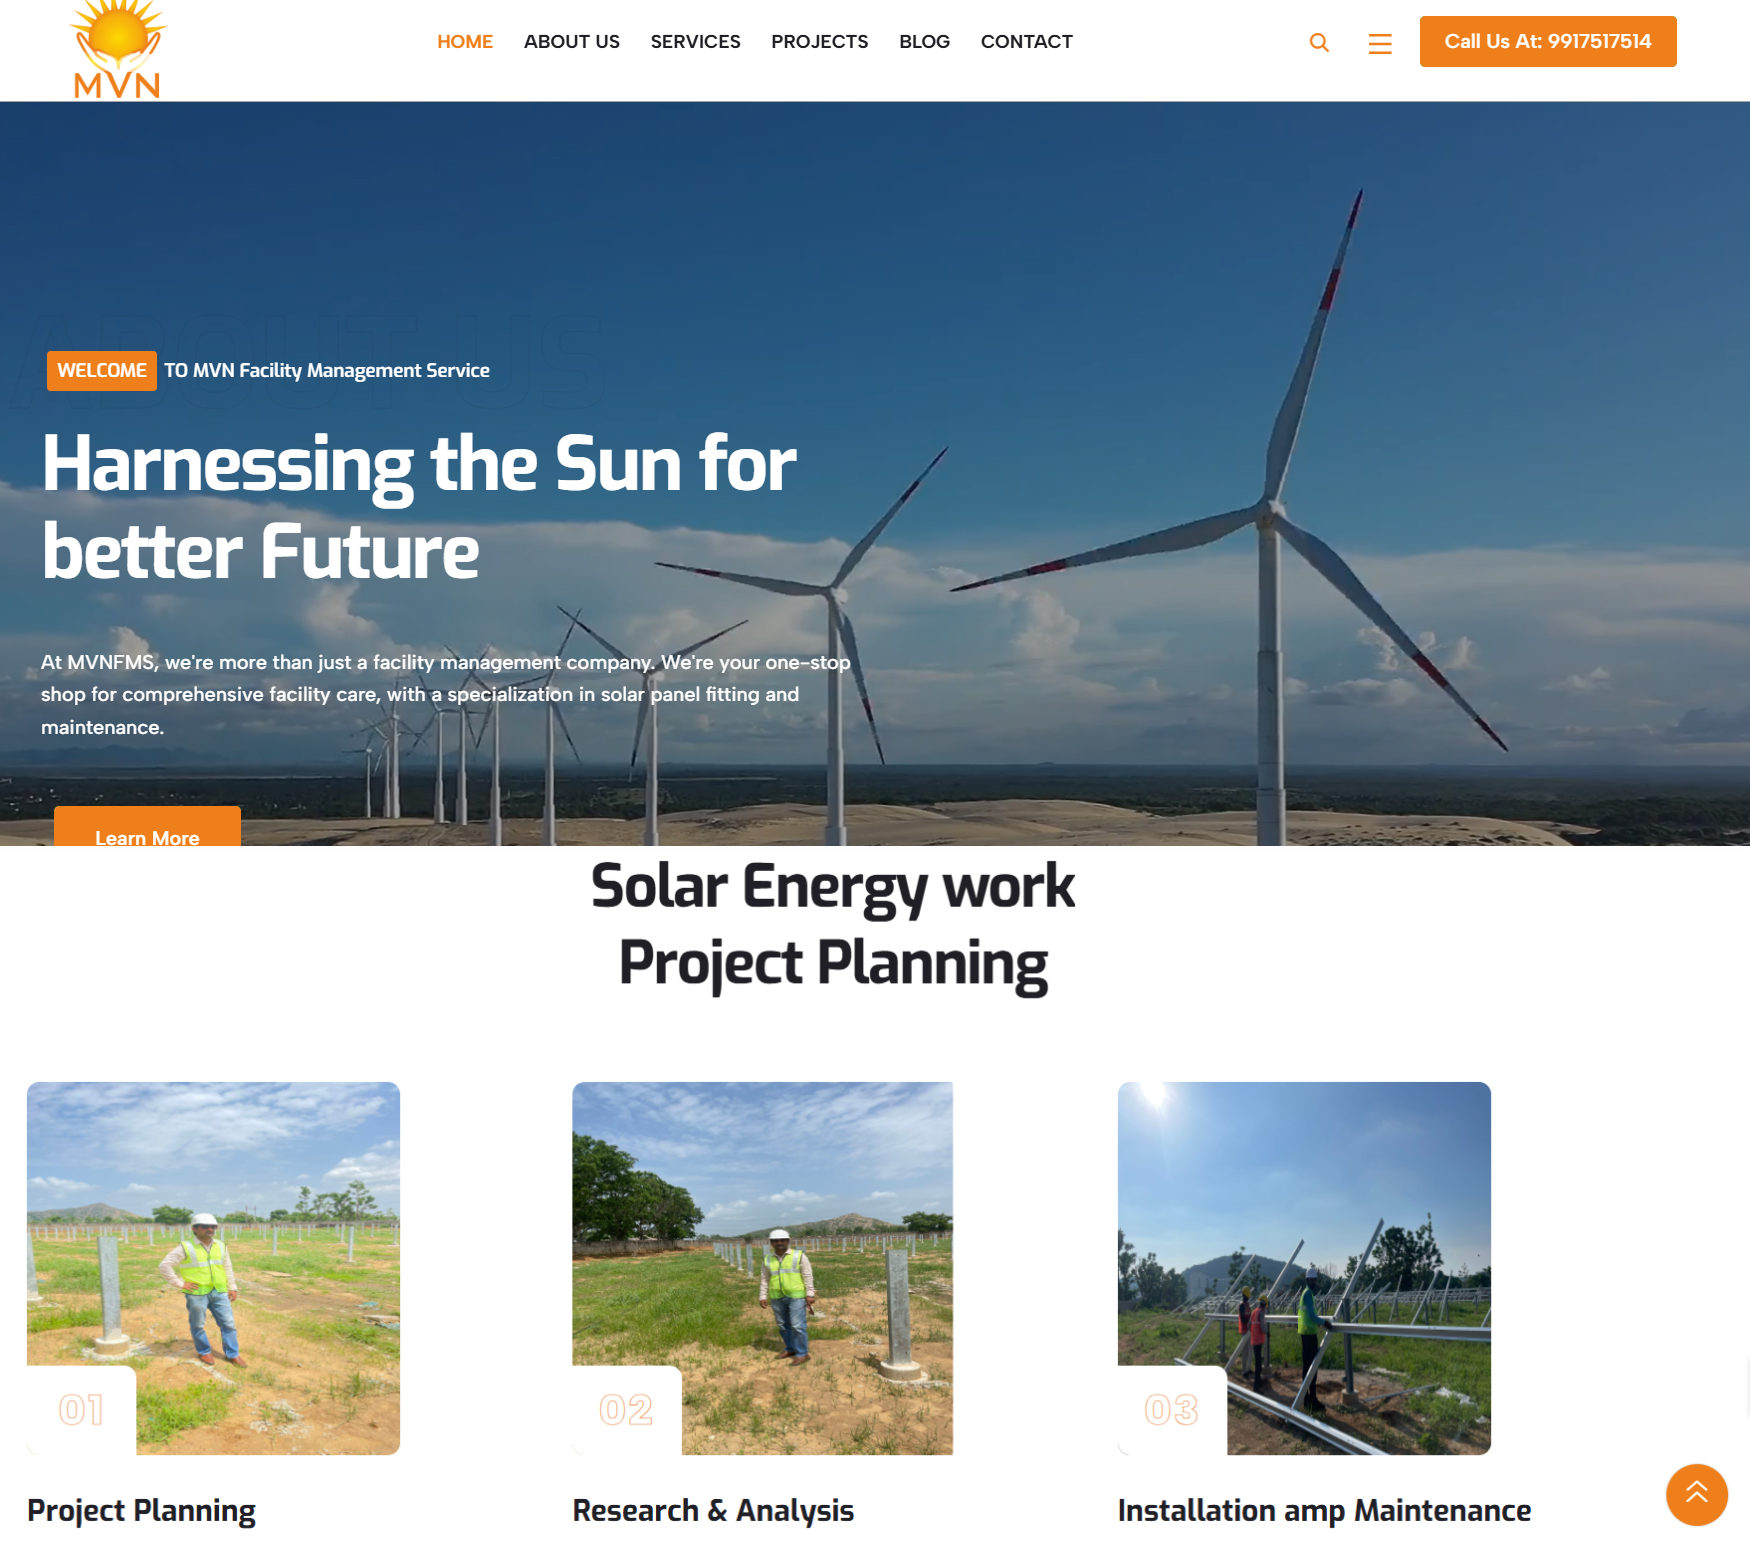 MVN
HOME ABOUT US SERVICES PROJECTS BLOG CONTACT
Call Us At: 9917517514
ABOUT US
WELCOME TO MVN Facility Management Service
Harnessing the Sun for
better Future
At MVNFMS, we're more than just a facility management company. We're your one-stop
shop for comprehensive facility care, with a specialization in solar panel fitting and
maintenance.
Learn More
Solar Energy work
Project Planning
01
02
03
Project Planning
Research & Analysis
Installation amp Maintenance